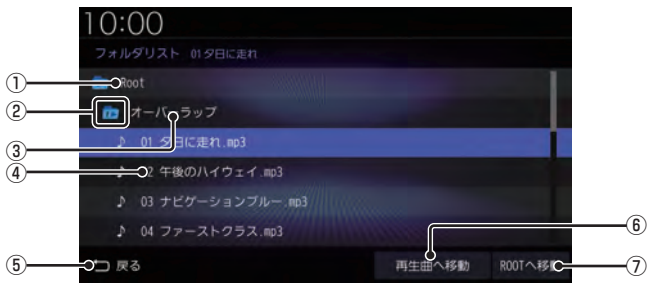 10:00
フォルダリスト 01夕日に走れ
① Root
② オーバーラップ
③ 01 夕日に走れ.mp3
④ 02 午後のハイウェイ.mp3
03 ナビゲーションブルー.mp3
04 ファーストクラス.mp3
⑥
⑤ 戻る 再生曲へ移動 ROOTへ移動 ⑦